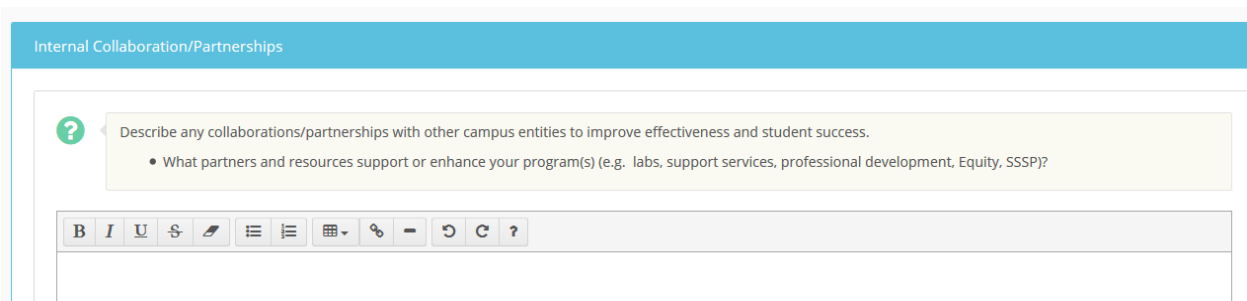 Internal Collaboration/Partnerships
Describe any collaborations/partnerships with other campus entities to improve effectiveness and student success.
• What partners and resources support or enhance your program(s) (e.g. labs, support services, professional development, Equity, SSSP)?
B I U S ?